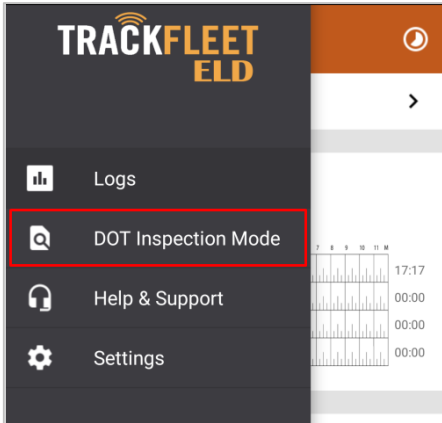 TRACKFLEET
ELD
Logs
DOT Inspection Mode
7 8 9 10 11 M
17:17
Help & Support
00:00
00:00
Settings
00:00